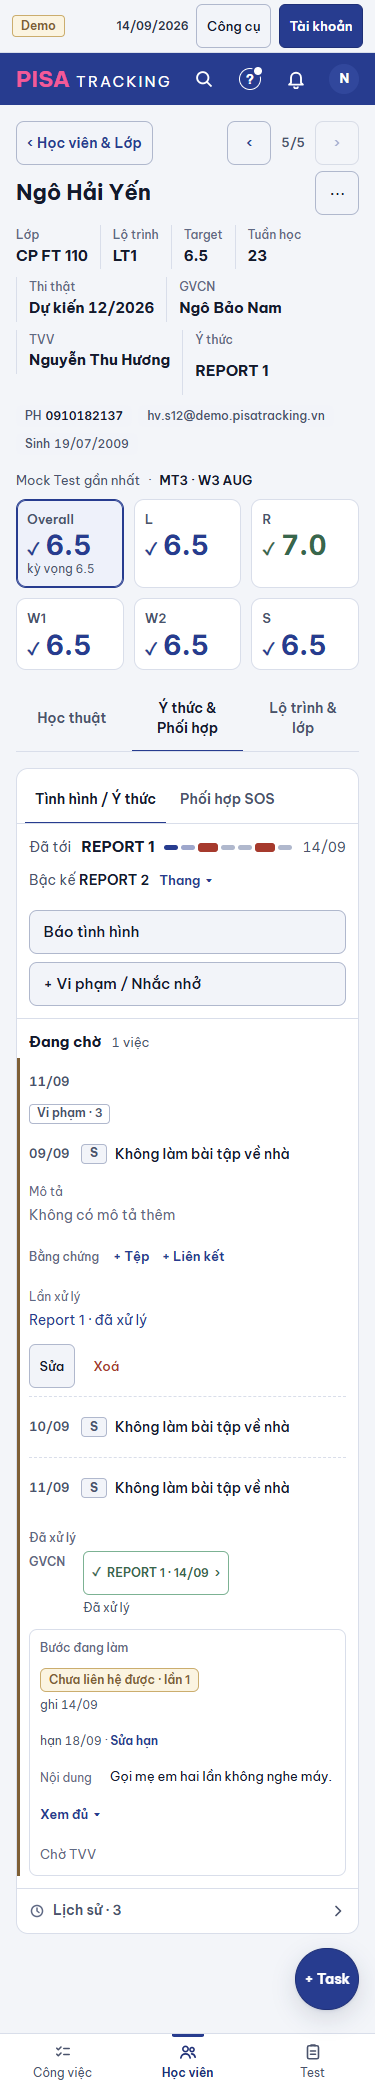 Demo 14/09/2026 Công cụ Tài khoản
PISA TRACKING ? N
‹ Học viên & Lớp ‹ 5/5 ›
Ngô Hải Yến ...
Lớp Lộ trình Target Tuần học
CP FT 110 LT1 6.5 23
Thi thật GVCN
Dự kiến 12/2026 Ngô Bảo Nam
TVV Ý thức
Nguyễn Thu Hương REPORT 1
PH 0910182137 hv.s12@demo.pisatracking.vn
Sinh 19/07/2009
Mock Test gần nhất · MT3 · W3 AUG
Overall L R
✓ 6.5 ✓ 6.5 ✓ 7.0
kỳ vọng 6.5
W1 W2 S
✓ 6.5 ✓ 6.5 ✓ 6.5
Học thuật Ý thức & Phối hợp Lộ trình & lớp
Tình hình / Ý thức Phối hợp SOS
Đã tới REPORT 1 14/09
Bậc kế REPORT 2 Thang ▾
Báo tình hình
+ Vi phạm / Nhắc nhở
Đang chờ 1 việc
11/09
Vi phạm · 3
09/09 S Không làm bài tập về nhà
Mô tả
Không có mô tả thêm
Bằng chứng + Tệp + Liên kết
Lần xử lý
Report 1 · đã xử lý
Sửa Xoá
10/09 S Không làm bài tập về nhà
11/09 S Không làm bài tập về nhà
Đã xử lý
GVCN ✓ REPORT 1 · 14/09 ›
Đã xử lý
Bước đang làm
Chưa liên hệ được · lần 1
ghi 14/09
hạn 18/09 · Sửa hạn
Nội dung Gọi mẹ em hai lần không nghe máy.
Xem đủ ▾
Chờ TVV
Lịch sử · 3
+ Task
Công việc Học viên Test